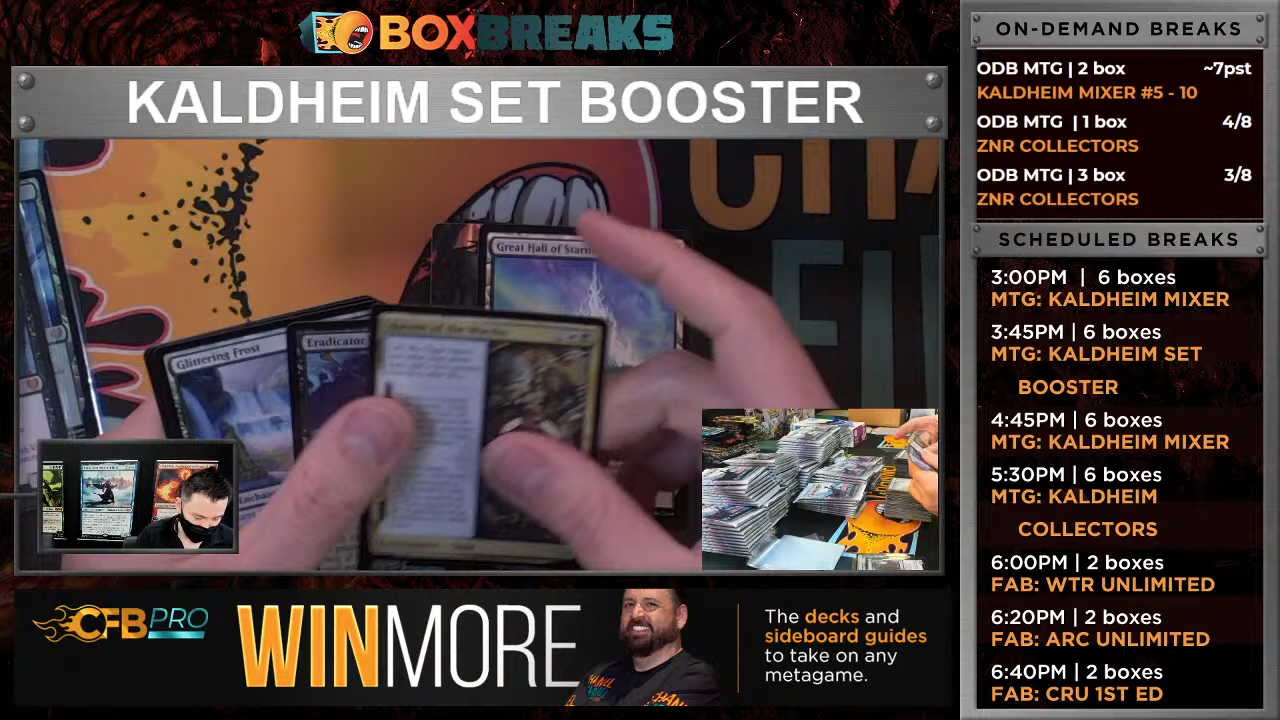 BOXBREAKS
KALDHEIM SET BOOSTER
Great Hall of Starn
Glittering Frost
Eradicator
Enchan
CFB PRO
WINMORE
The decks and
sideboard guides
to take on any
metagame.
ON-DEMAND BREAKS
ODB MTG | 2 box ~7pst
KALDHEIM MIXER #5 - 10
ODB MTG | 1 box 4/8
ZNR COLLECTORS
ODB MTG | 3 box 3/8
ZNR COLLECTORS
SCHEDULED BREAKS
3:00PM | 6 boxes
MTG: KALDHEIM MIXER
3:45PM | 6 boxes
MTG: KALDHEIM SET
BOOSTER
4:45PM | 6 boxes
MTG: KALDHEIM MIXER
5:30PM | 6 boxes
MTG: KALDHEIM
COLLECTORS
6:00PM | 2 boxes
FAB: WTR UNLIMITED
6:20PM | 2 boxes
FAB: ARC UNLIMITED
6:40PM | 2 boxes
FAB: CRU 1ST ED